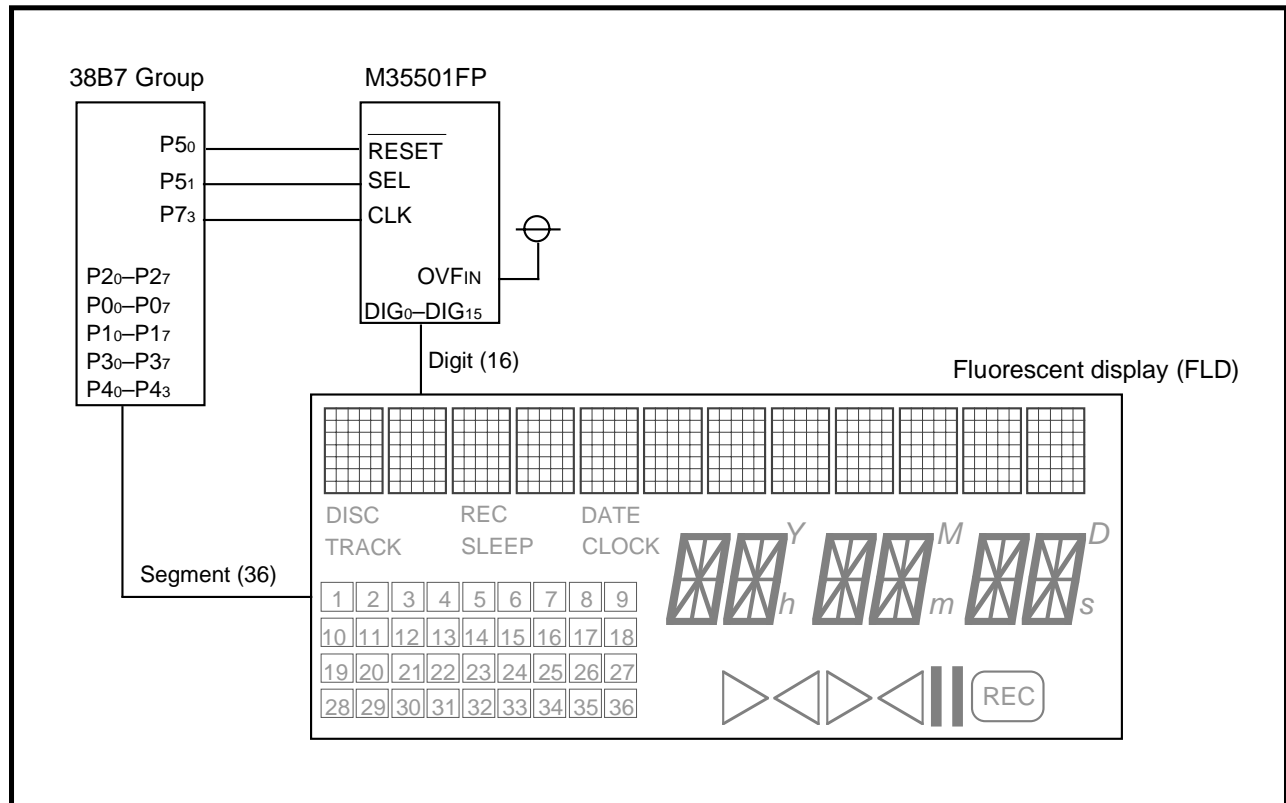 38B7 Group
M35501FP
P50
P51
P73
RESET
SEL
CLK
OVFIN
DIG0–DIG15
P20–P27
P00–P07
P10–P17
P30–P37
P40–P43
Digit (16)
Fluorescent display (FLD)
Segment (36)
DISC REC DATE
TRACK SLEEP CLOCK
Y M D
h m s
1 2 3 4 5 6 7 8 9
10 11 12 13 14 15 16 17 18
19 20 21 22 23 24 25 26 27
28 29 30 31 32 33 34 35 36
REC